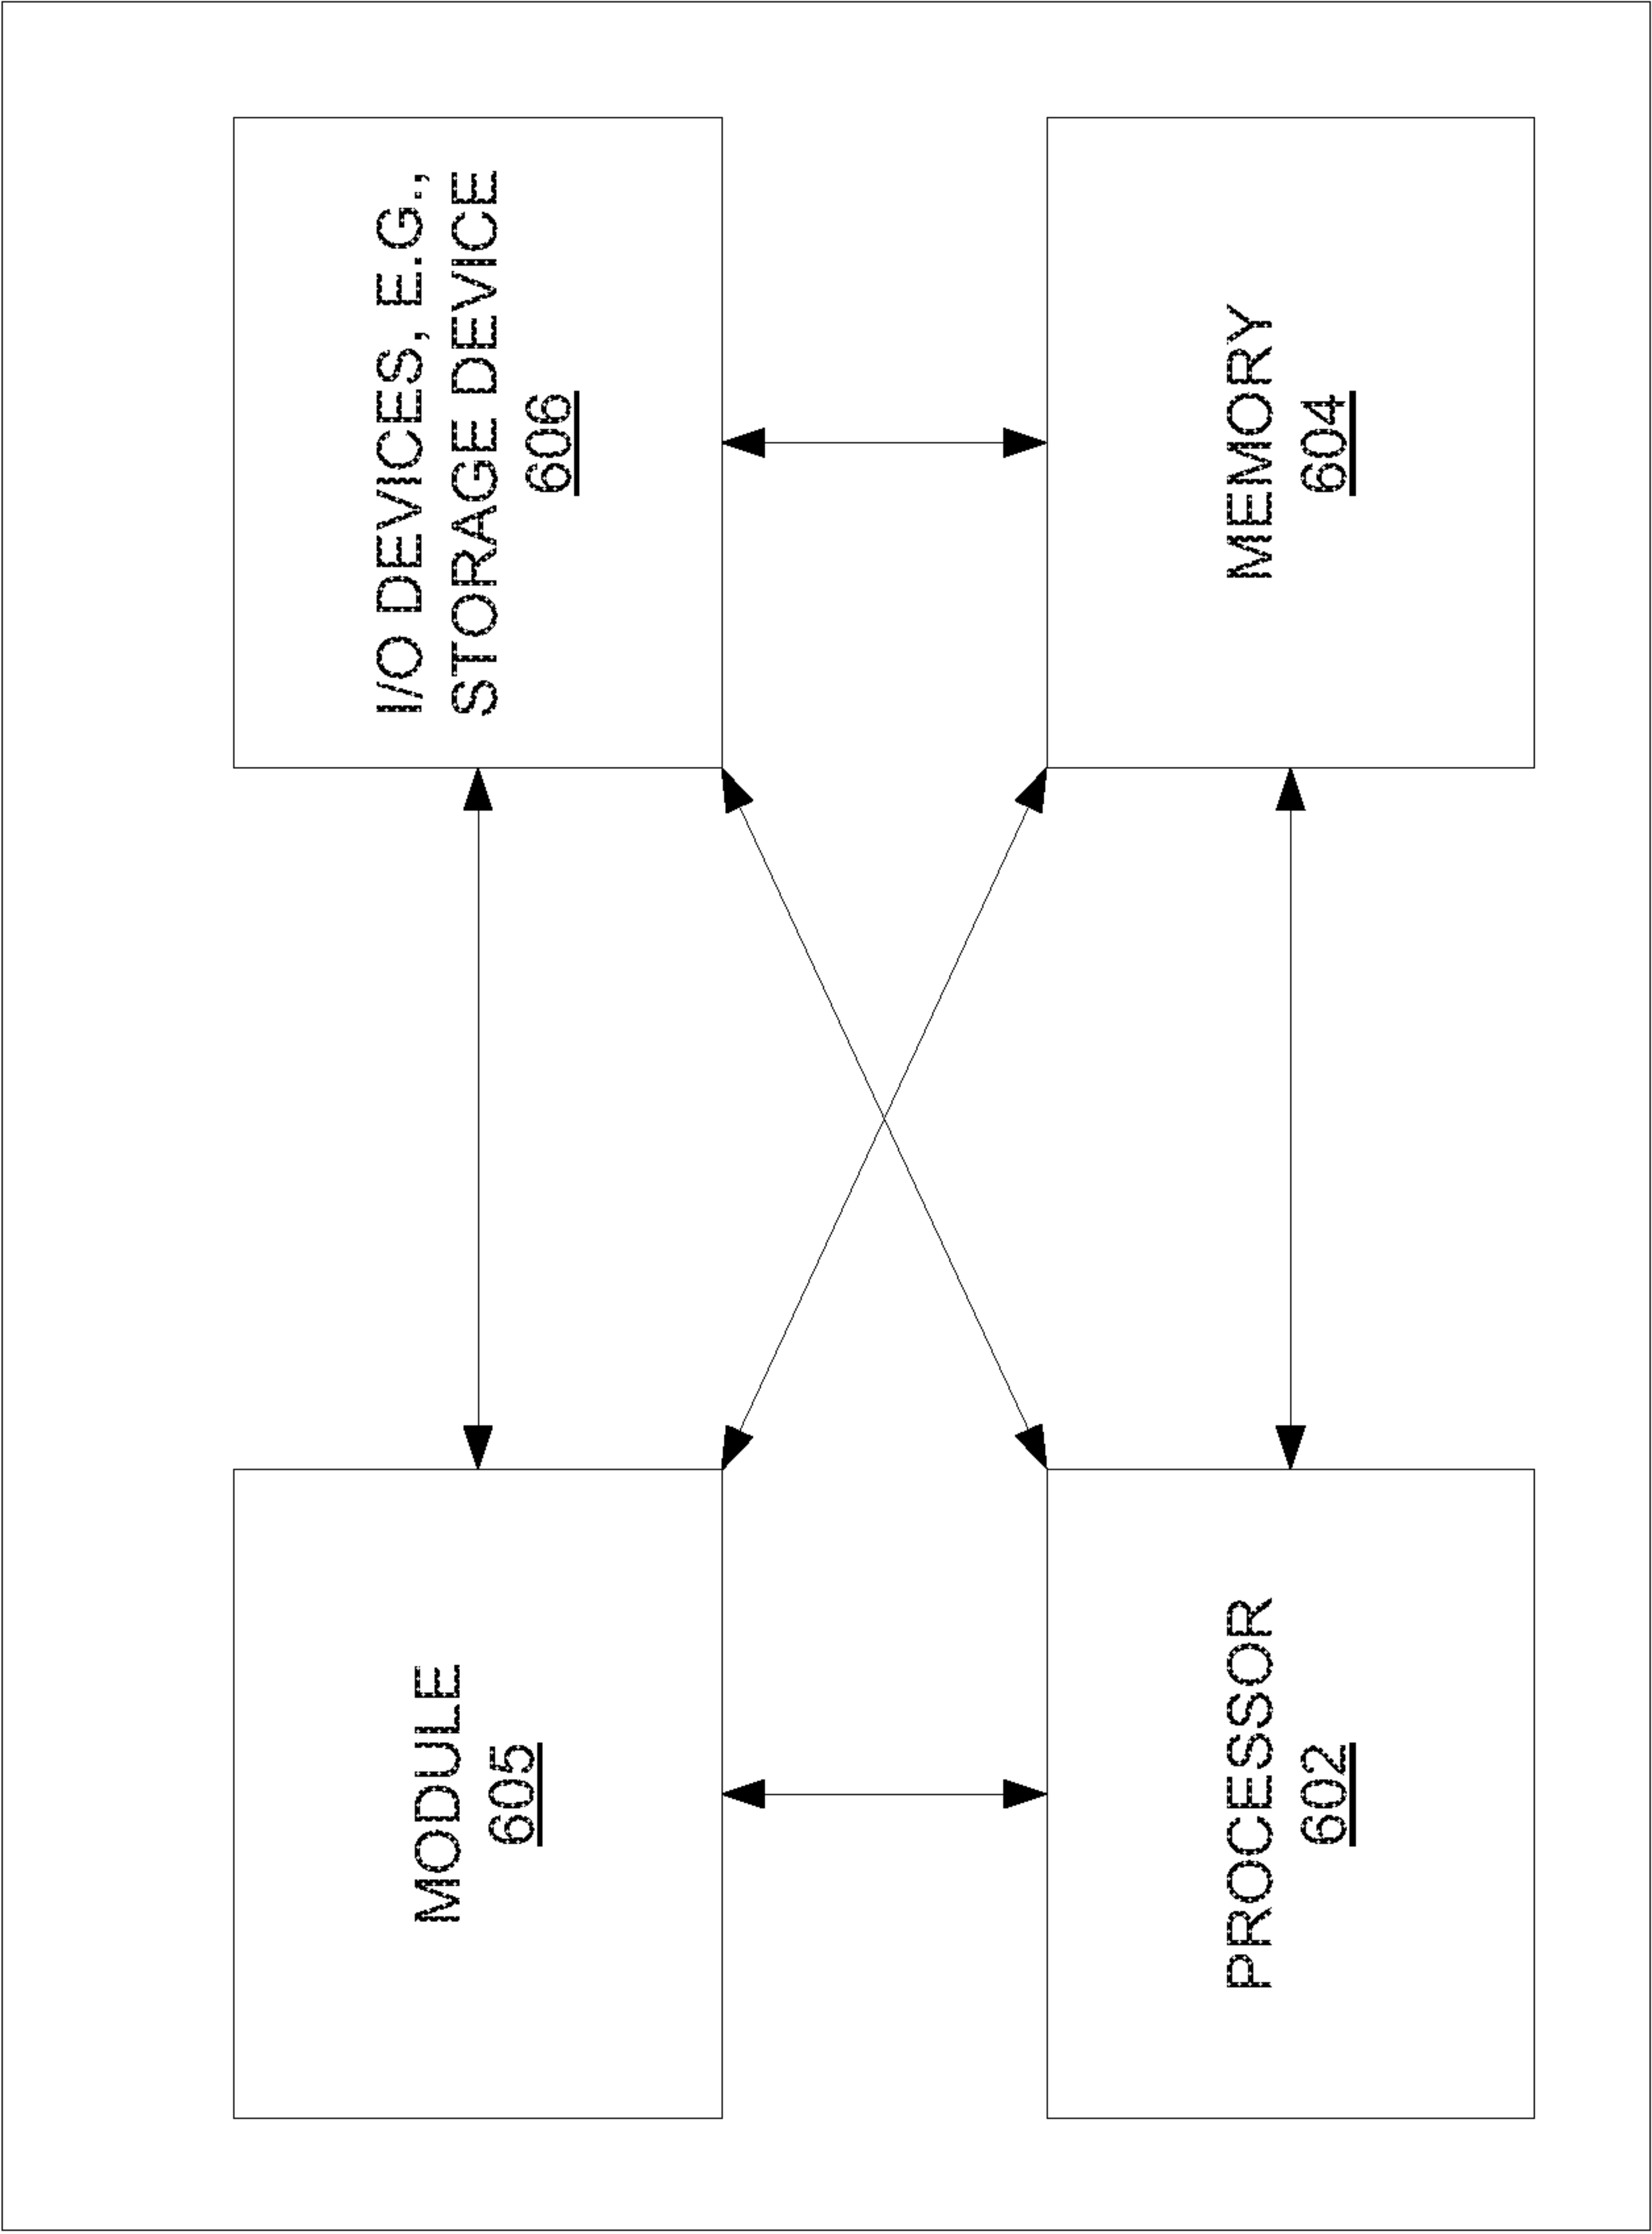 MODULE
605
I/O DEVICES, E.G.,
STORAGE DEVICE
606
PROCESSOR
602
MEMORY
604